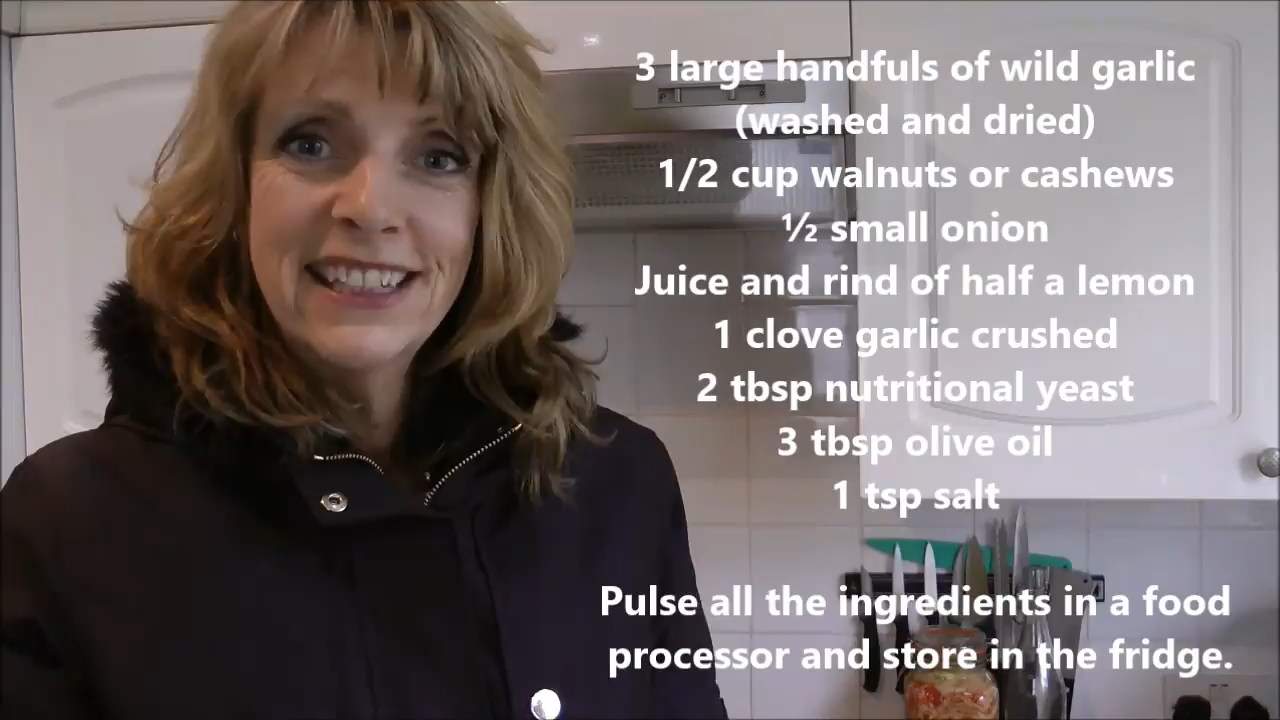 3 large handfuls of wild garlic
(washed and dried)
1/2 cup walnuts or cashews
½ small onion
Juice and rind of half a lemon
1 clove garlic crushed
2 tbsp nutritional yeast
3 tbsp olive oil
1 tsp salt
Pulse all the ingredients in a food
processor and store in the fridge.